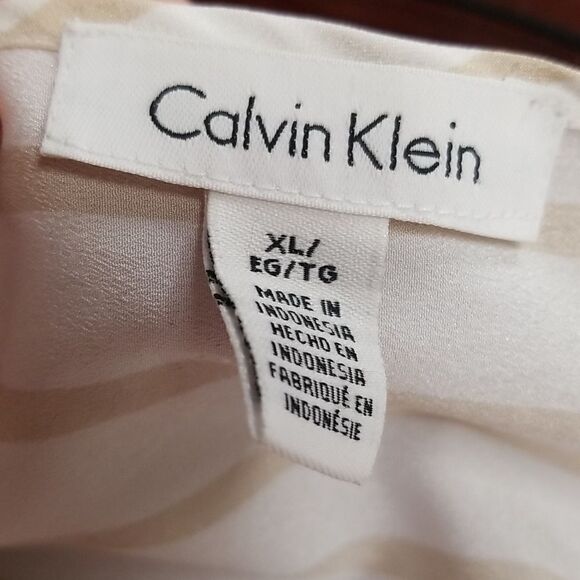 Calvin Klein
XL/
EG/TG
MADE IN
INDONESIA
HECHO EN
INDONESIA
FABRIQUÉ EN
INDONÉSIE